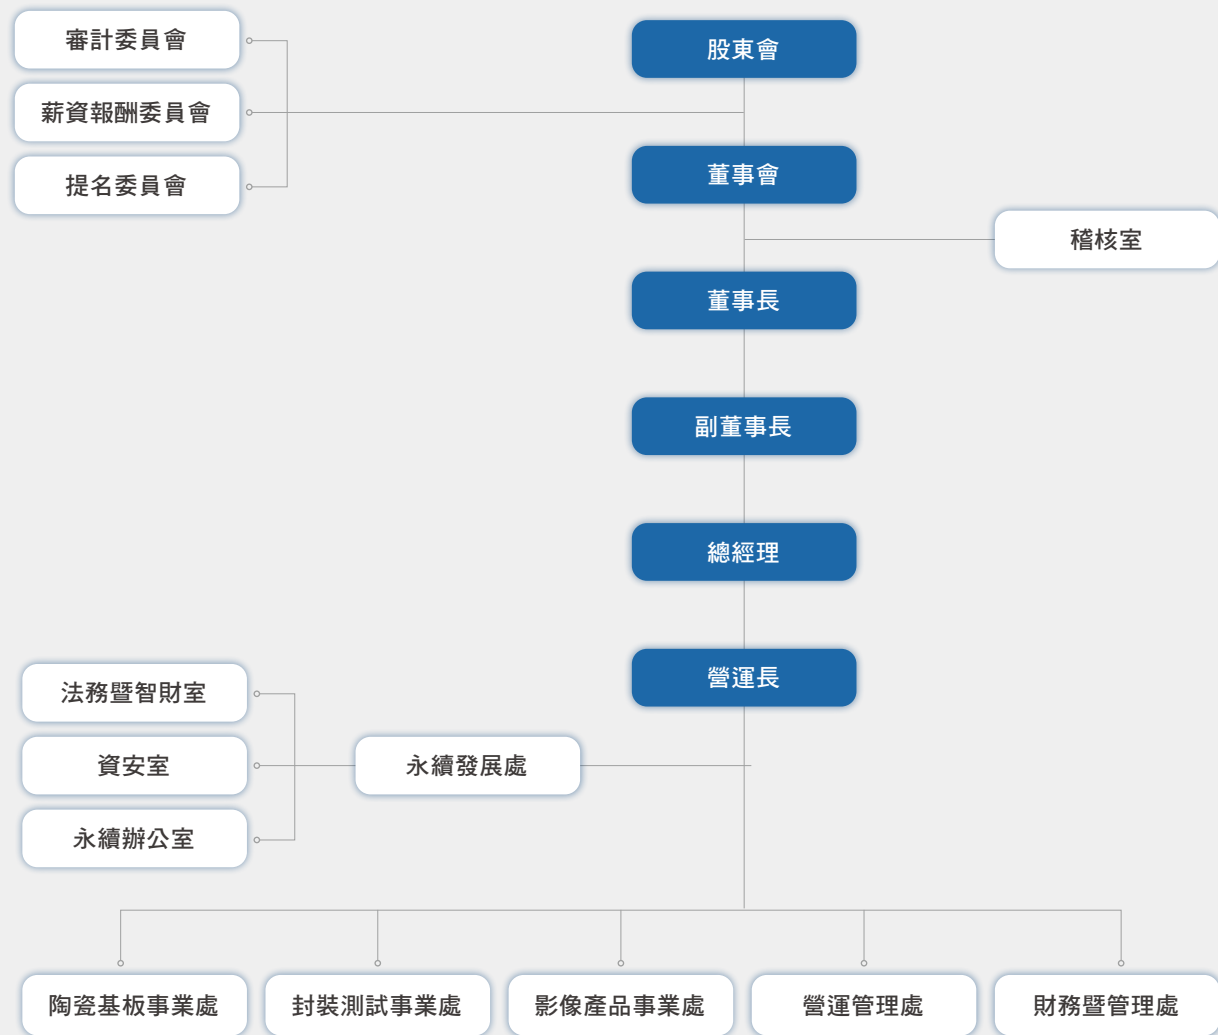 股東會
審計委員會
薪資報酬委員會
提名委員會
董事會
稽核室
董事長
副董事長
總經理
營運長
永續發展處
法務暨智財室
資安室
永續辦公室
陶瓷基板事業處
封裝測試事業處
影像產品事業處
營運管理處
財務暨管理處